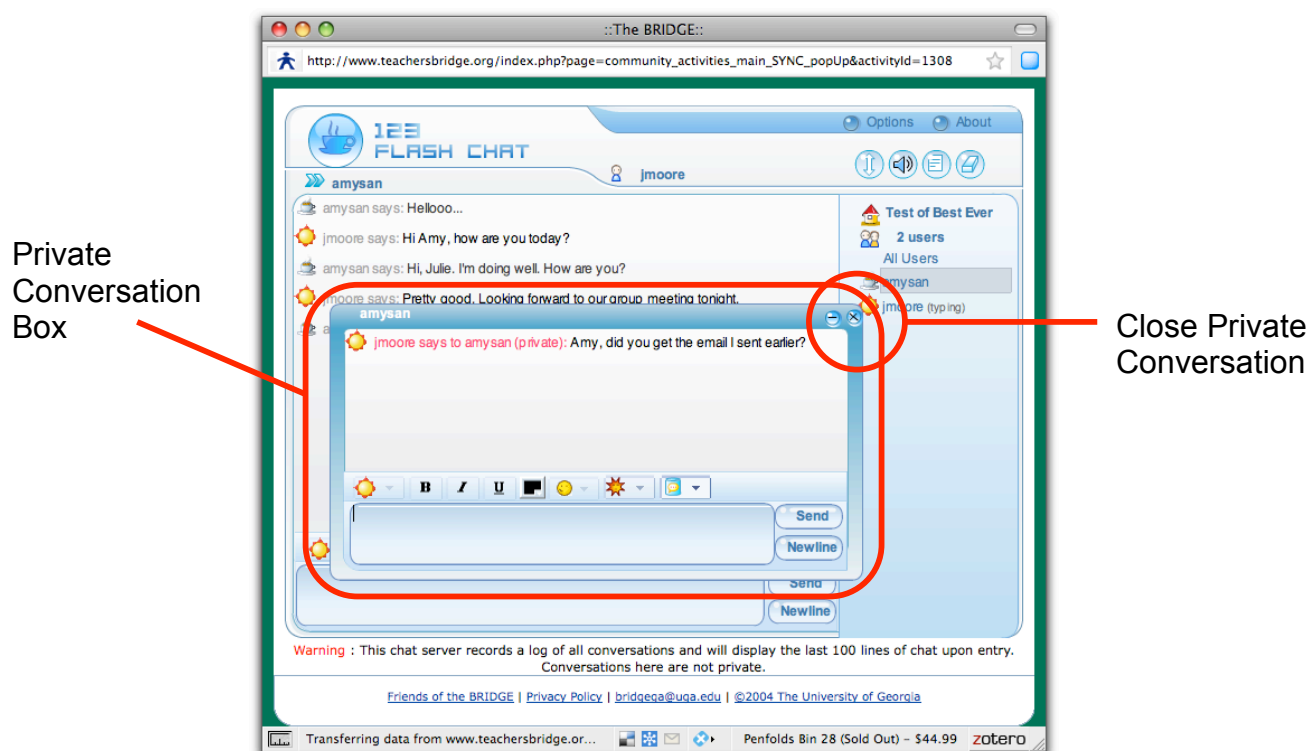 ::The BRIDGE::
http://www.teachersbridge.org/index.php?page=community_activities_main_SYNC_popUp&activityId=1308
Options About
123
FLASH CHAT
jmoore
amysan
amysan says: Hellooo...
jmoore says: Hi Amy, how are you today?
amysan says: Hi, Julie. I'm doing well. How are you?
jmoore says: Pretty good. Looking forward to our group meeting tonight.
a
Test of Best Ever
2 users
All Users
amysan
jmoore (typing)
Private
Conversation
Box
Close Private
Conversation
amysan
jmoore says to amysan (private): Amy, did you get the email I sent earlier?
B I U
Send
Newline
Send
Newline
Warning : This chat server records a log of all conversations and will display the last 100 lines of chat upon entry.
Conversations here are not private.
Friends of the BRIDGE | Privacy Policy | bridgega@uga.edu | ©2004 The University of Georgia
Transferring data from www.teachersbridge.or... Penfolds Bin 28 (Sold Out) – $44.99 zotero